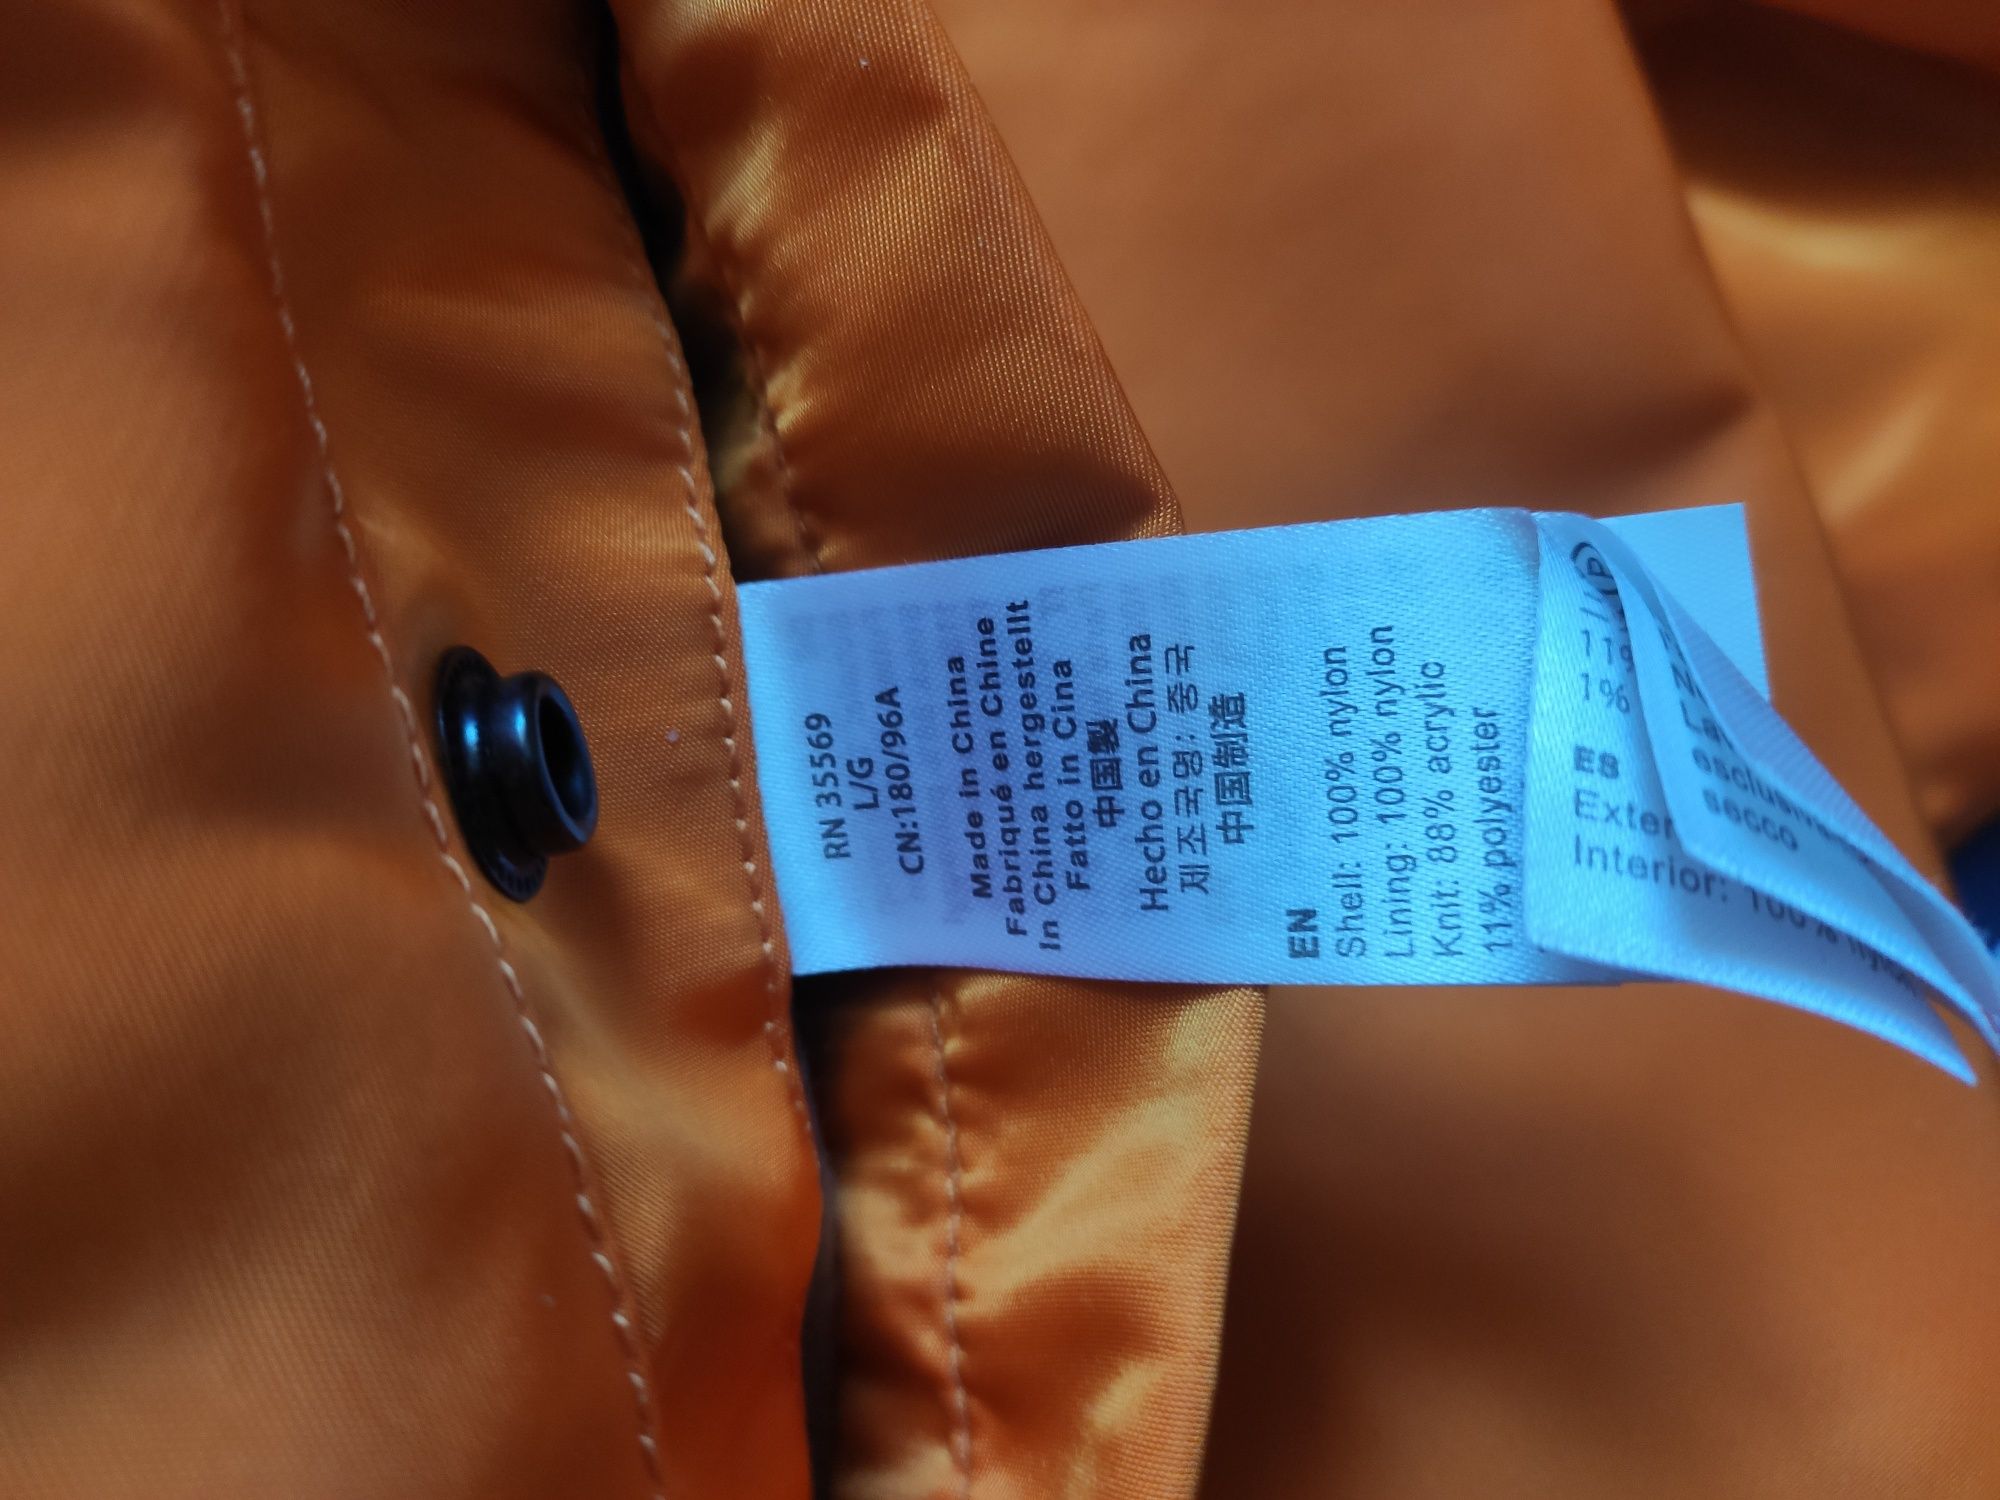 RN 35569
L/G
CN:180/96A
Made in China
Fabriqué en Chine
In China hergestellt
Fatto in Cina
中国製
Hecho en China
제조국명: 중국
中国制造
EN
Shell: 100% nylon
Lining: 100% nylon
Knit: 88% acrylic
11% polyester
1%
ES
Interior: 100%
secco